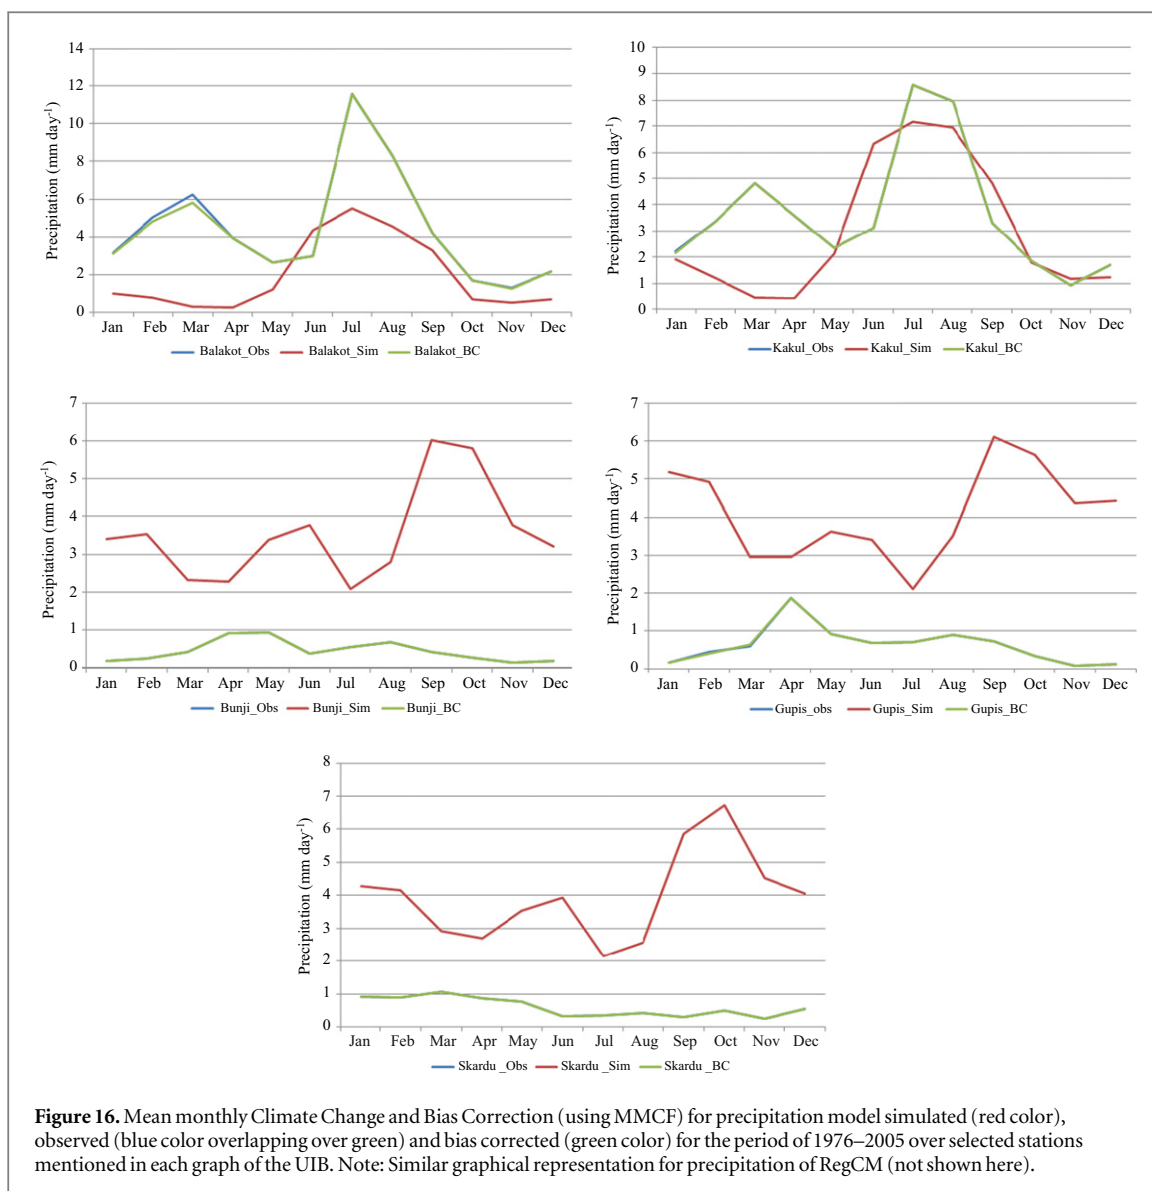 14
12
10
8
6
4
2
0
Precipitation (mm day-1)
Jan Feb Mar Apr May Jun Jul Aug Sep Oct Nov Dec
Balakot_Obs Balakot_Sim Balakot_BC
10
9
8
7
6
5
4
3
2
1
0
Precipitation (mm day-1)
Jan Feb Mar Apr May Jun Jul Aug Sep Oct Nov Dec
Kakul_Obs Kakul_Sim Kakul_BC
7
6
5
4
3
2
1
0
Precipitation (mm day-1)
Jan Feb Mar Apr May Jun Jul Aug Sep Oct Nov Dec
Bunji_Obs Bunji_Sim Bunji_BC
7
6
5
4
3
2
1
0
Precipitation (mm day-1)
Jan Feb Mar Apr May Jun Jul Aug Sep Oct Nov Dec
Gupis_obs Gupis_Sim Gupis_BC
8
7
6
5
4
3
2
1
0
Precipitation (mm day-1)
Jan Feb Mar Apr May Jun Jul Aug Sep Oct Nov Dec
Skardu _Obs Skardu _Sim Skardu _BC
Figure 16. Mean monthly Climate Change and Bias Correction (using MMCF) for precipitation model simulated (red color),
observed (blue color overlapping over green) and bias corrected (green color) for the period of 1976–2005 over selected stations
mentioned in each graph of the UIB. Note: Similar graphical representation for precipitation of RegCM (not shown here).